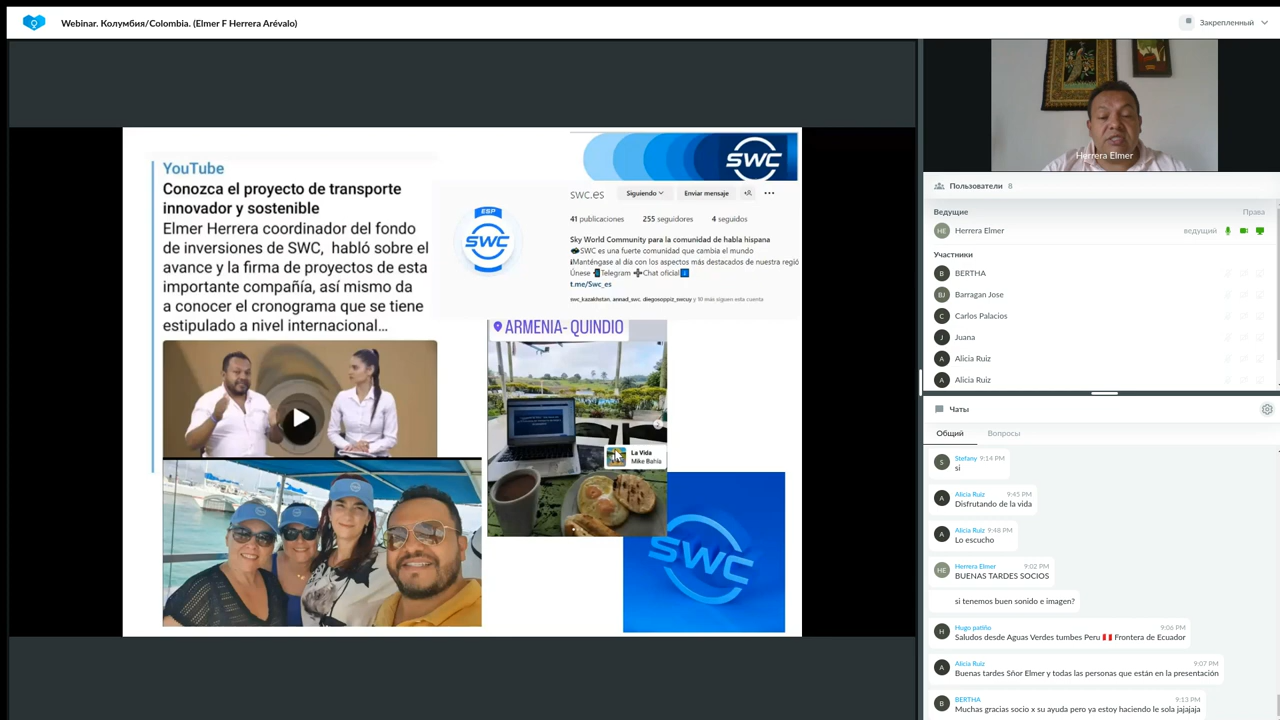 Webinar. Колумбия/Colombia. (Elmer F Herrera Arévalo)
Закрепленный
YouTube
Conozca el proyecto de transporte
innovador y sostenible
Elmer Herrera coordinador del fondo
de inversiones de SWC, habló sobre el
avance y la firma de proyectos de esta
importante compañía, así mismo da
a conocer el cronograma que se tiene
estipulado a nivel internacional...
SWC
swc.es
Siguiendo
Enviar mensaje
41 publicaciones
255 seguidores
4 seguidos
ESP
SWC
Sky World Community para la comunidad de habla hispana
SWC es una fuerte comunidad que cambia el mundo
¡Manténgase al día con los aspectos más destacados de nuestra regió
Únese Telegram Chat oficial
t.me/Swc_es
swc_kazakhstan, annad_swc, diegosoppiz_swcuy y 10 más siguen esta cuenta
ARMENIA- QUINDIO
La Vida
Mike Bahía
SWC
Herrera Elmer
Пользователи 8
Ведущие
Права
HE
Herrera Elmer
ведущий
Участники
B
BERTHA
BJ
Barragan Jose
C
Carlos Palacios
J
Juana
A
Alicia Ruiz
A
Alicia Ruiz
Чаты
Общий
Вопросы
S
Stefany 9:14 PM
si
A
Alicia Ruiz 9:45 PM
Disfrutando de la vida
A
Alicia Ruiz 9:48 PM
Lo escucho
HE
Herrera Elmer 9:02 PM
BUENAS TARDES SOCIOS
si tenemos buen sonido e imagen?
H
Hugo patiño 9:06 PM
Saludos desde Aguas Verdes tumbes Peru 🇵🇪 Frontera de Ecuador
A
Alicia Ruiz 9:07 PM
Buenas tardes Sñor Elmer y todas las personas que están en la presentación
B
BERTHA 9:13 PM
Muchas gracias socio x su ayuda pero ya estoy haciendo le sola jajajaja